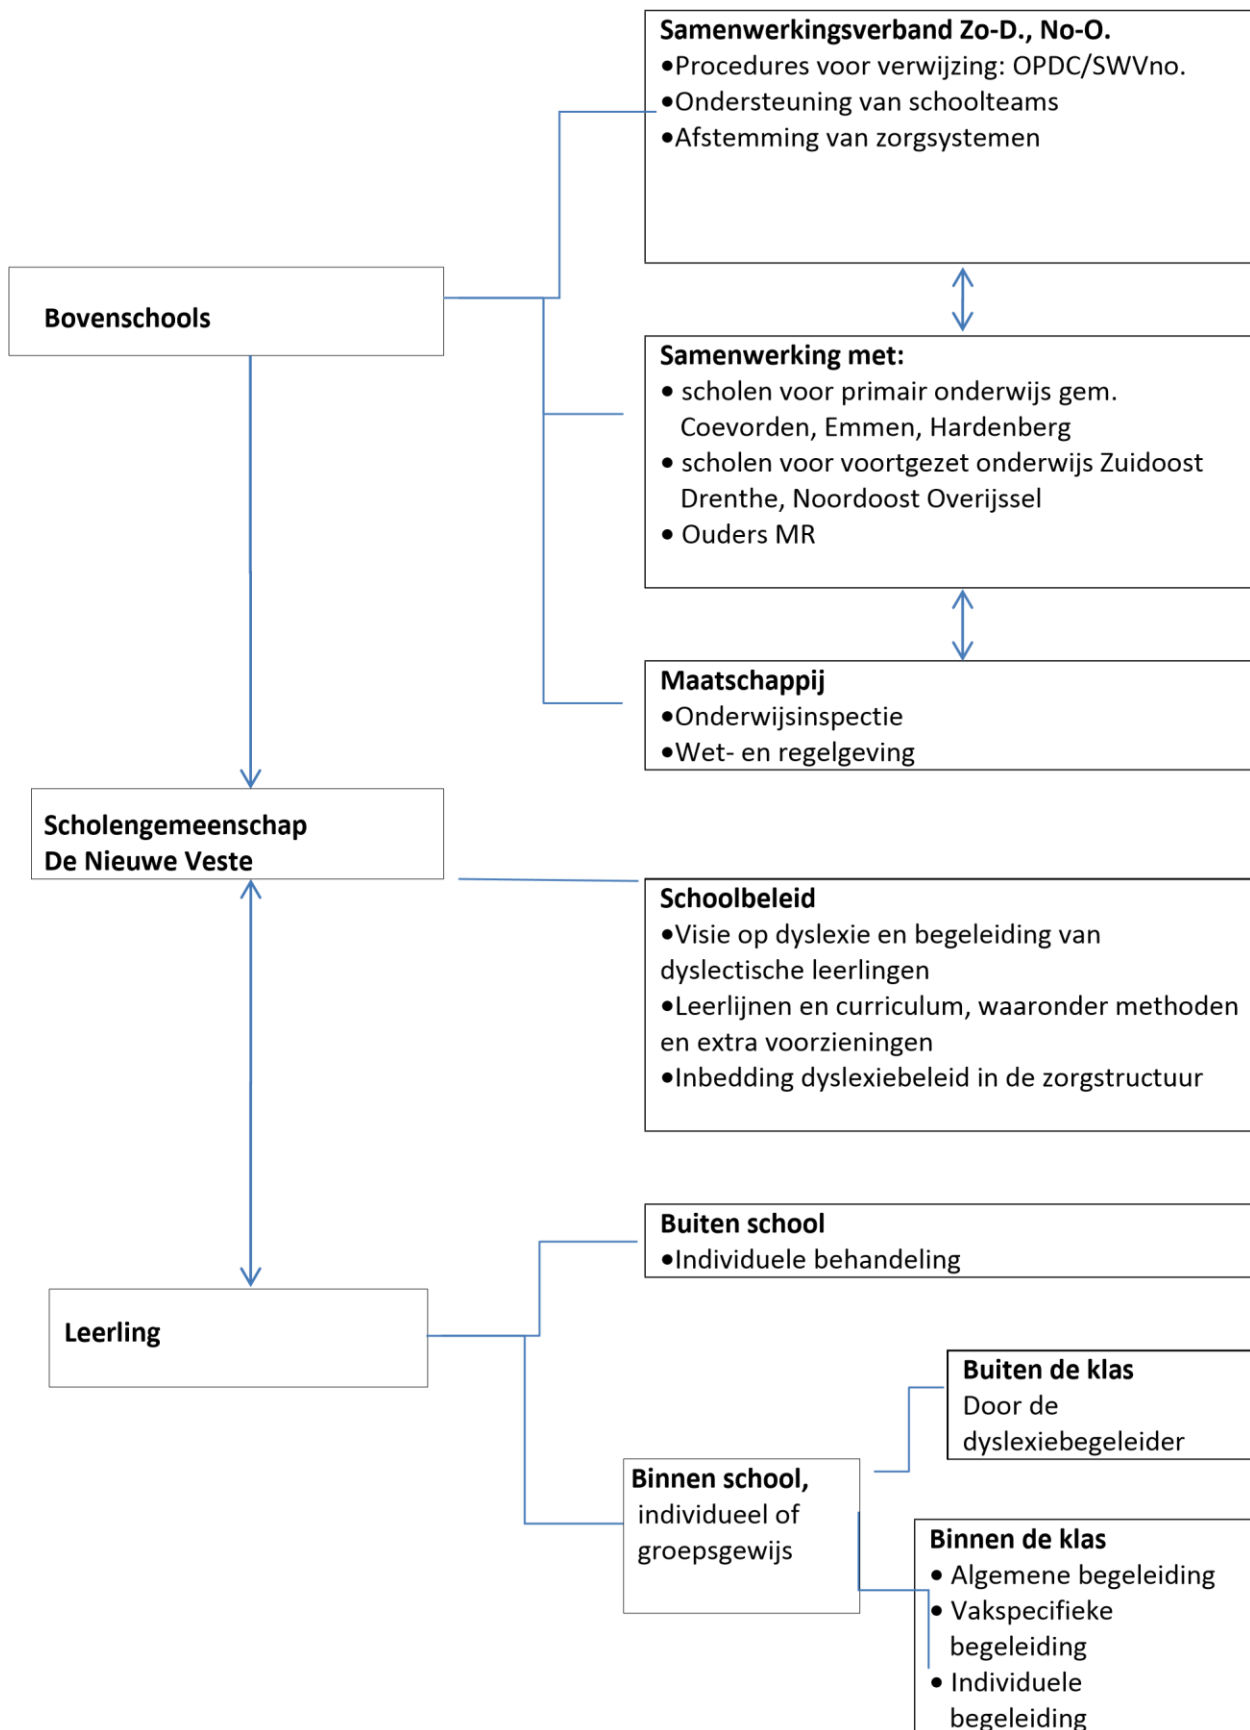 Samenwerkingsverband Zo-D., No-O.
•Procedures voor verwijzing: OPDC/SWVno.
•Ondersteuning van schoolteams
•Afstemming van zorgsystemen
Bovenschools
Samenwerking met:
• scholen voor primair onderwijs gem.
Coevorden, Emmen, Hardenberg
• scholen voor voortgezet onderwijs Zuidoost
Drenthe, Noordoost Overijssel
• Ouders MR
Maatschappij
•Onderwijsinspectie
•Wet- en regelgeving
Scholengemeenschap
De Nieuwe Veste
Schoolbeleid
•Visie op dyslexie en begeleiding van
dyslectische leerlingen
•Leerlijnen en curriculum, waaronder methoden
en extra voorzieningen
•Inbedding dyslexiebeleid in de zorgstructuur
Buiten school
•Individuele behandeling
Leerling
Buiten de klas
Door de
dyslexiebegeleider
Binnen school,
individueel of
groepsgewijs
Binnen de klas
• Algemene begeleiding
• Vakspecifieke
begeleiding
• Individuele
begeleiding